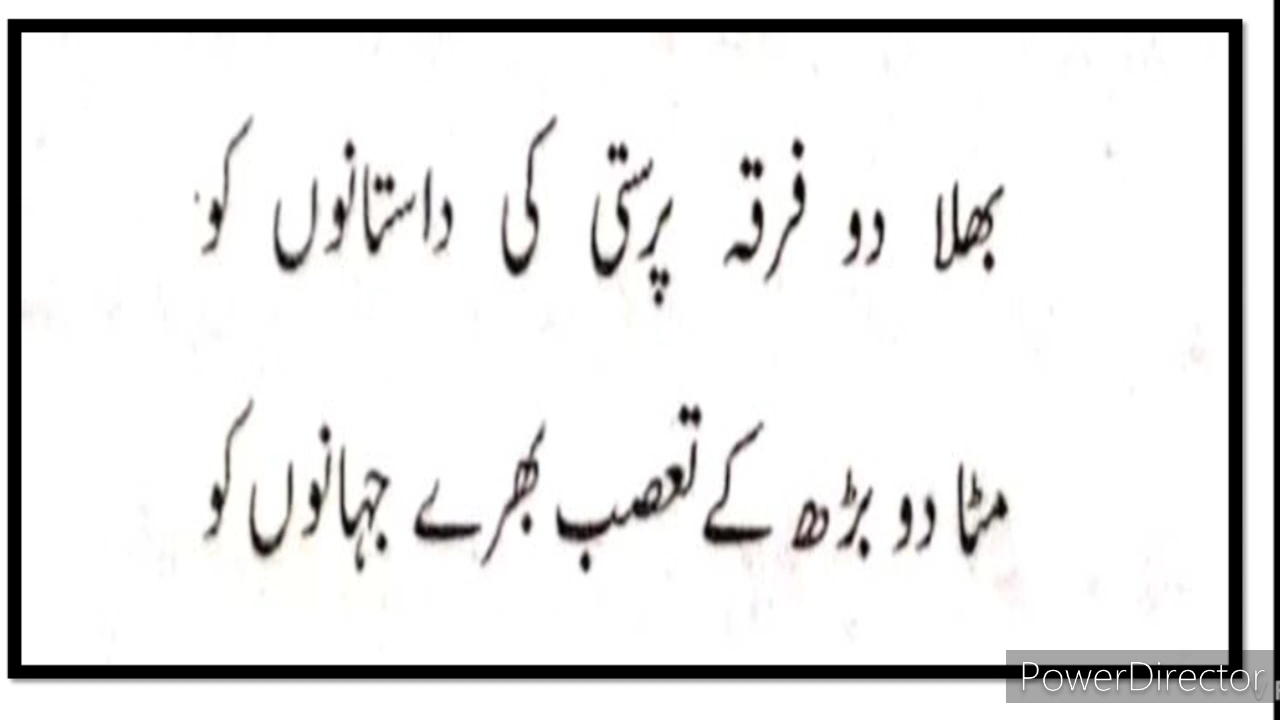 بھلا دو فرقہ پرستی کی داستانوں کو
مٹا دو بڑھ کے تعصب بھرے جہانوں کو
PowerDirector